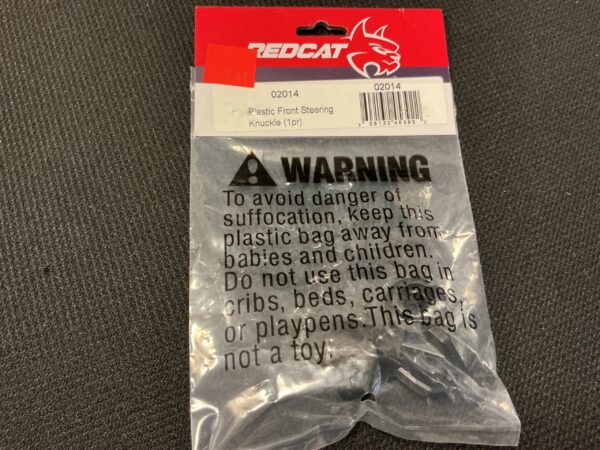 REDCAT
02014
02014
Plastic Front Steering
Knuckle (1pr)
WARNING
To avoid danger of
suffocation, keep this
plastic bag away from
babies and children.
Do not use this bag in
cribs, beds, carriages,
or playpens.This bag is
not a toy.